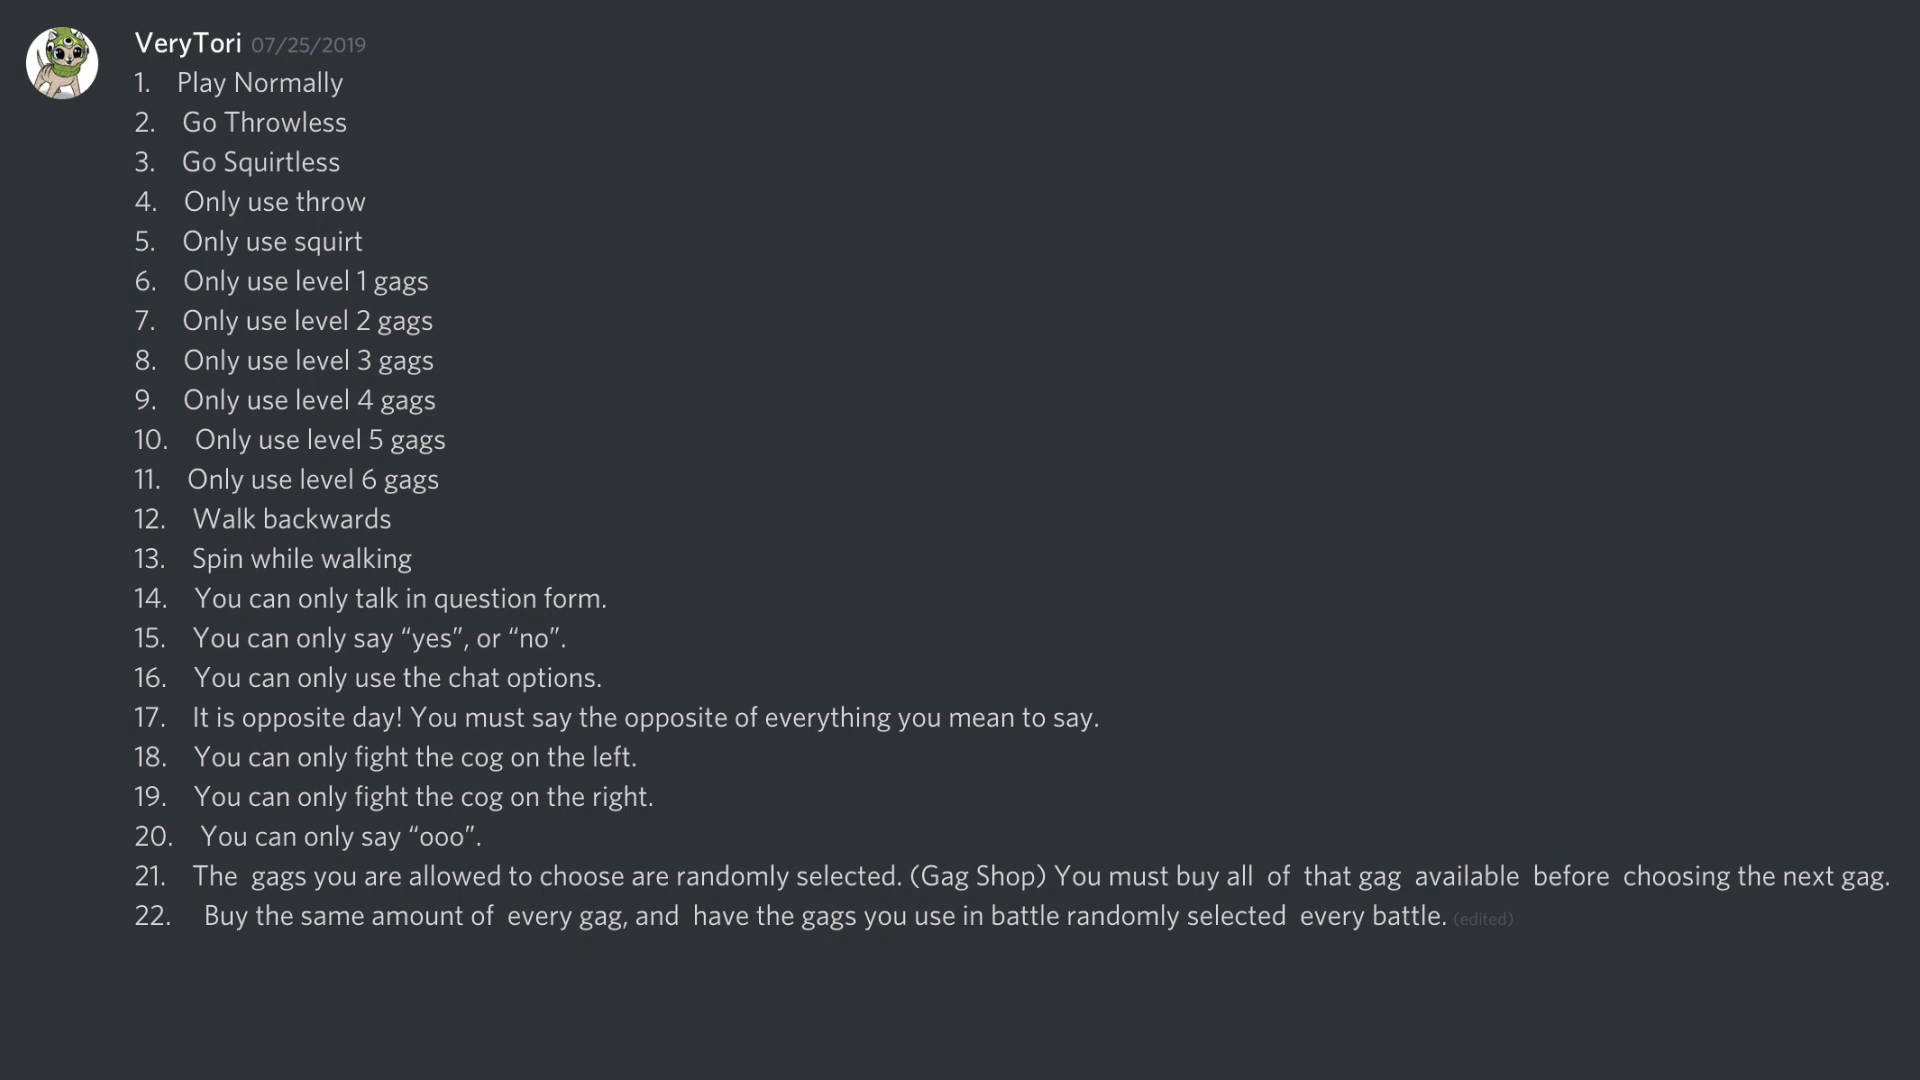 VeryTori 07/25/2019
1. Play Normally
2. Go Throwless
3. Go Squirtless
4. Only use throw
5. Only use squirt
6. Only use level 1 gags
7. Only use level 2 gags
8. Only use level 3 gags
9. Only use level 4 gags
10. Only use level 5 gags
11. Only use level 6 gags
12. Walk backwards
13. Spin while walking
14. You can only talk in question form.
15. You can only say “yes”, or “no”.
16. You can only use the chat options.
17. It is opposite day! You must say the opposite of everything you mean to say.
18. You can only fight the cog on the left.
19. You can only fight the cog on the right.
20. You can only say “ooo”.
21. The gags you are allowed to choose are randomly selected. (Gag Shop) You must buy all of that gag available before choosing the next gag.
22. Buy the same amount of every gag, and have the gags you use in battle randomly selected every battle. (edited)